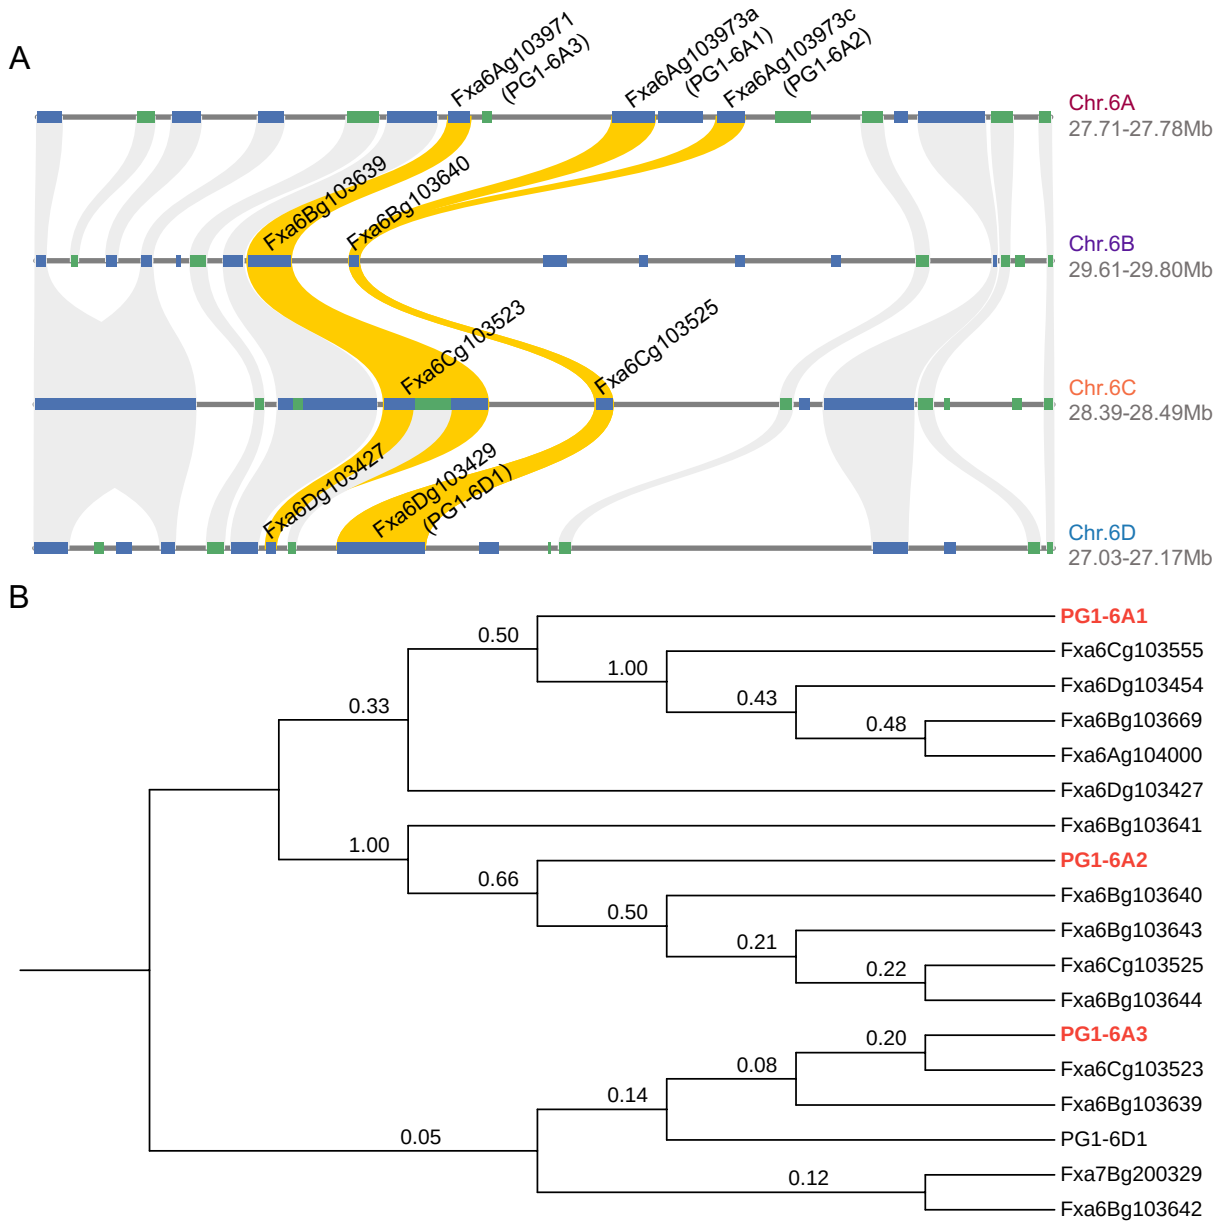 A
Fxa6Ag103971
(PG1-6A3)
Fxa6Ag103973a
(PG1-6A1)
Fxa6Ag103973c
(PG1-6A2)
Chr.6A
27.71-27.78Mb
Fxa6Bg103639
Fxa6Bg103640
Chr.6B
29.61-29.80Mb
Fxa6Cg103523
Fxa6Cg103525
Chr.6C
28.39-28.49Mb
Fxa6Dg103427
Fxa6Dg103429
(PG1-6D1)
Chr.6D
27.03-27.17Mb
B
PG1-6A1
0.50
Fxa6Cg103555
1.00
Fxa6Dg103454
0.43
0.33
Fxa6Bg103669
0.48
Fxa6Ag104000
Fxa6Dg103427
Fxa6Bg103641
1.00
PG1-6A2
0.66
Fxa6Bg103640
0.50
Fxa6Bg103643
0.21
Fxa6Cg103525
0.22
Fxa6Bg103644
PG1-6A3
0.20
Fxa6Cg103523
0.08
Fxa6Bg103639
0.14
PG1-6D1
0.05
Fxa7Bg200329
0.12
Fxa6Bg103642